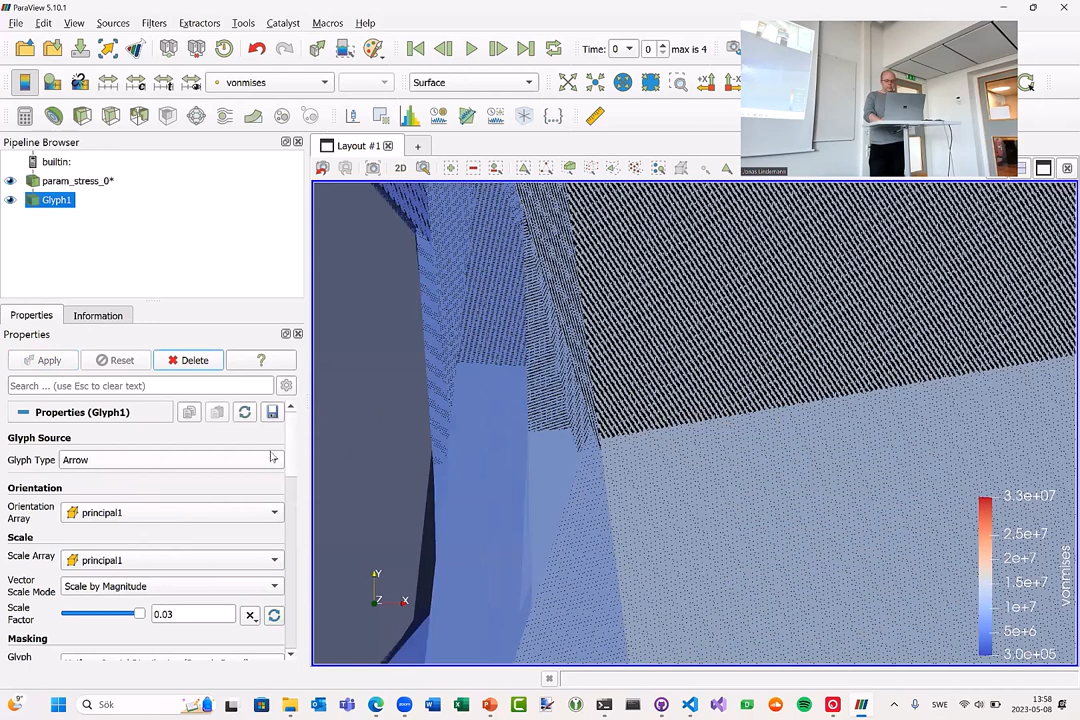 ParaView 5.10.1
File Edit View Sources Filters Extractors Tools Catalyst Macros Help
Time: 0 0 max is 4
vonmises Surface
Pipeline Browser
Layout #1
+
builtin:
param_stress_0*
Glyph1
2D
Jonas Lindemann
Properties Information
Properties
Apply Reset Delete ?
Search ... (use Esc to clear text)
Properties (Glyph1)
Glyph Source
Glyph Type Arrow
Orientation
Orientation Array principal1
Scale
Scale Array principal1
Vector Scale Mode Scale by Magnitude
Scale Factor 0.03
Masking
Glyph
Y
Z X
3.3e+07
2.5e+7
2e+7
1.5e+7
1e+7
5e+6
3.0e+05
vonmises
9°
Sök
SWE
13:58
2023-05-08